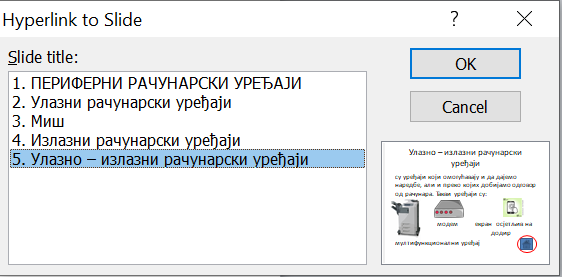 Hyperlink to Slide
Slide title:
1. ПЕРИФЕРНИ РАЧУНАРСКИ УРЕЂАЈИ
2. Улазни рачунарски уређаји
3. Миш
4. Излазни рачунарски уређаји
5. Улазно – излазни рачунарски уређаји
OK
Cancel
Улазно – излазни рачунарски
уређаји
су уређаји који омогућавају и да дајемо
наредбе, али и преко којих добијамо одговор
од рачунара. Такви уређаји су:
модем
екран осјетљив на
додир
мултифункционални уређај